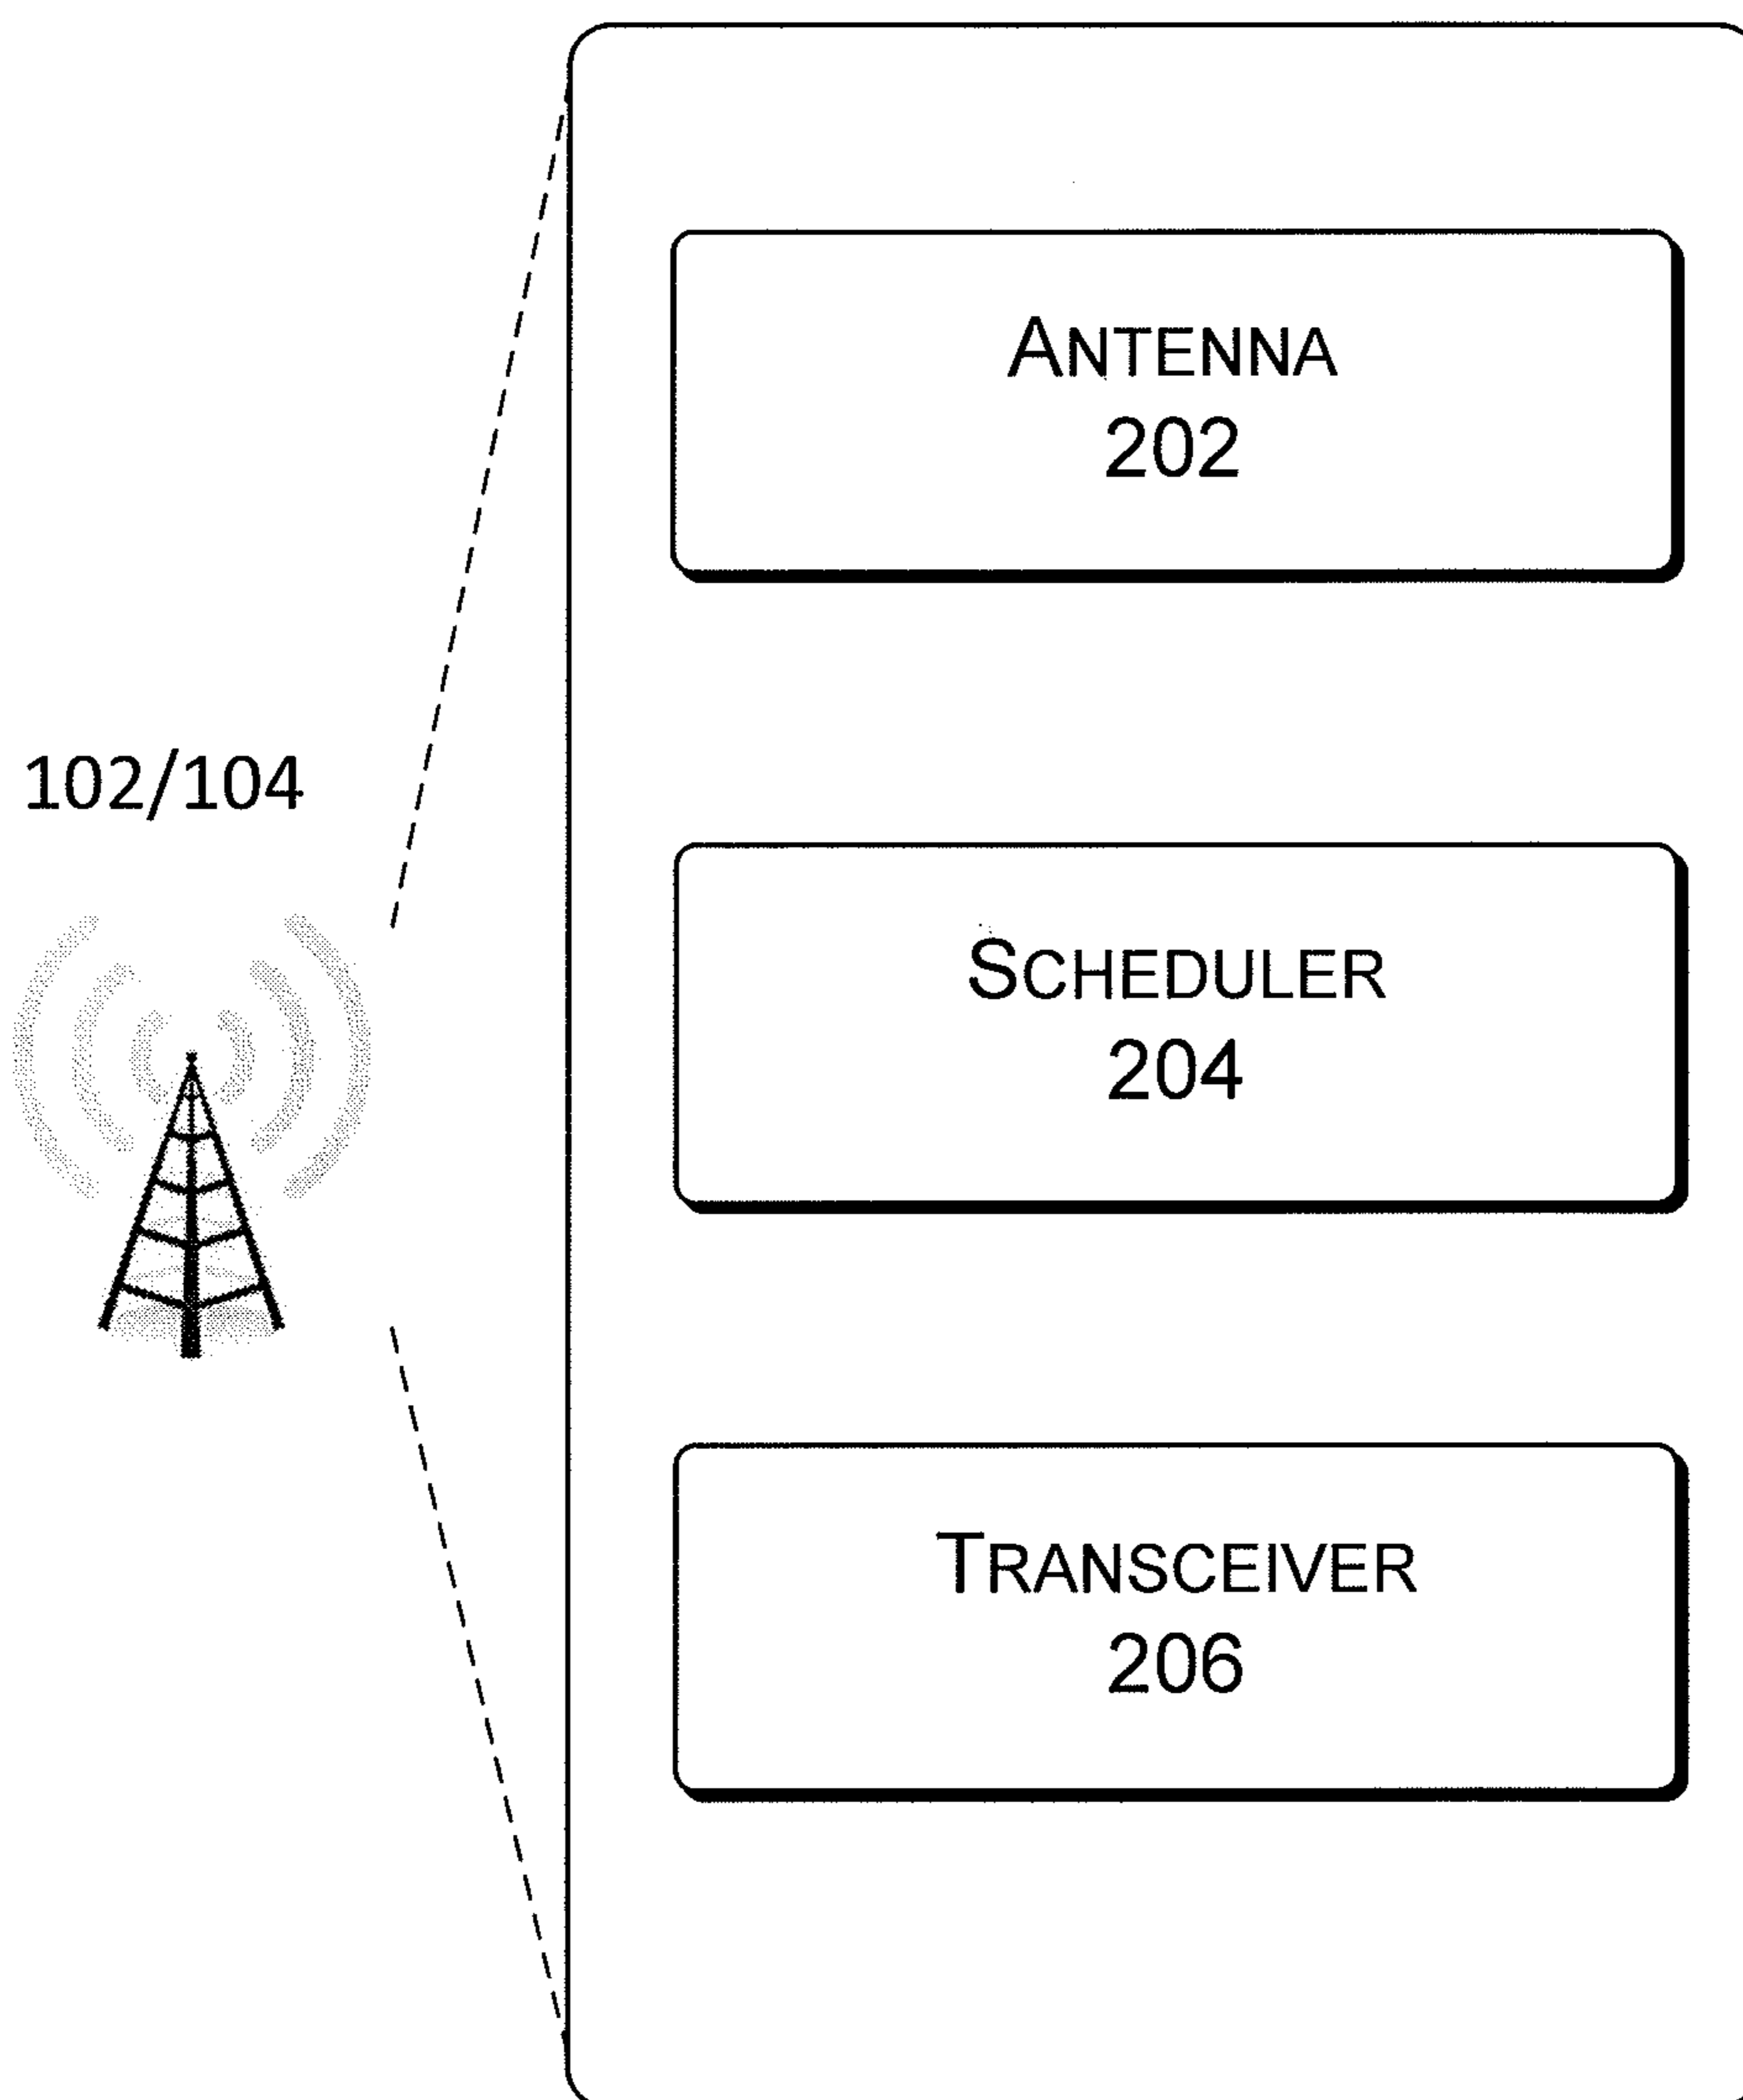 102/104
ANTENNA
202
SCHEDULER
204
TRANSCEIVER
206